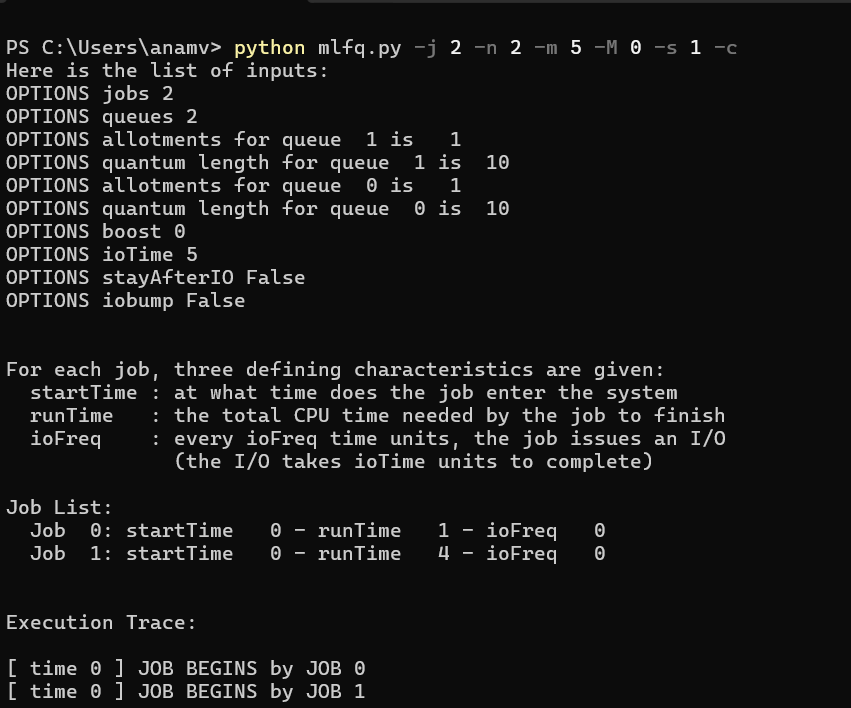 PS C:\Users\anamv> python mlfq.py -j 2 -n 2 -m 5 -M 0 -s 1 -c
Here is the list of inputs:
OPTIONS jobs 2
OPTIONS queues 2
OPTIONS allotments for queue  1 is   1
OPTIONS quantum length for queue  1 is  10
OPTIONS allotments for queue  0 is   1
OPTIONS quantum length for queue  0 is  10
OPTIONS boost 0
OPTIONS ioTime 5
OPTIONS stayAfterIO False
OPTIONS iobump False
For each job, three defining characteristics are given:
  startTime : at what time does the job enter the system
  runTime   : the total CPU time needed by the job to finish
  ioFreq    : every ioFreq time units, the job issues an I/O
              (the I/O takes ioTime units to complete)
Job List:
  Job  0: startTime   0 - runTime   1 - ioFreq   0
  Job  1: startTime   0 - runTime   4 - ioFreq   0
Execution Trace:
[ time 0 ] JOB BEGINS by JOB 0
[ time 0 ] JOB BEGINS by JOB 1